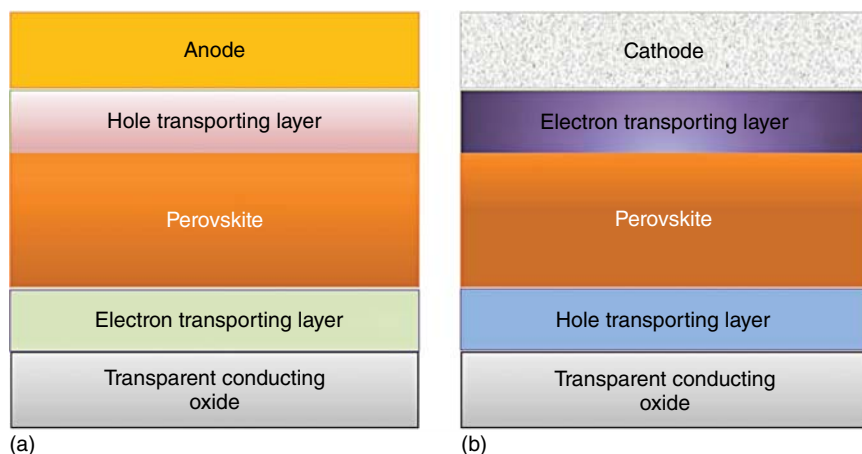 Anode
Hole transporting layer
Perovskite
Electron transporting layer
Transparent conducting
oxide
(a)
Cathode
Electron transporting layer
Perovskite
Hole transporting layer
Transparent conducting
oxide
(b)